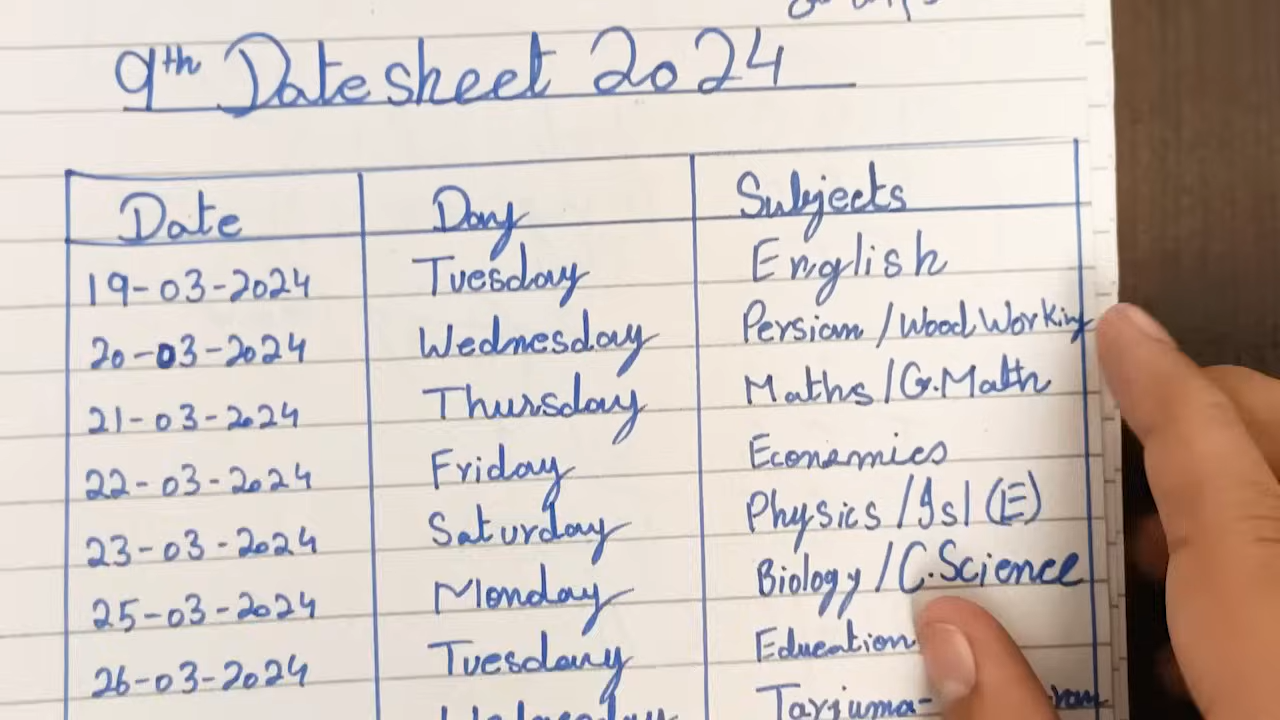 9th Datesheet 2024
Date Day Subjects
19-03-2024 Tuesday English
20-03-2024 Wednesday Persian / Wood Working
21-03-2024 Thursday Maths / G.Math
22-03-2024 Friday Economics
23-03-2024 Saturday Physics / Isl (E)
25-03-2024 Monday Biology / C.Science
26-03-2024 Tuesday Education
Wednesday Tarjuma-